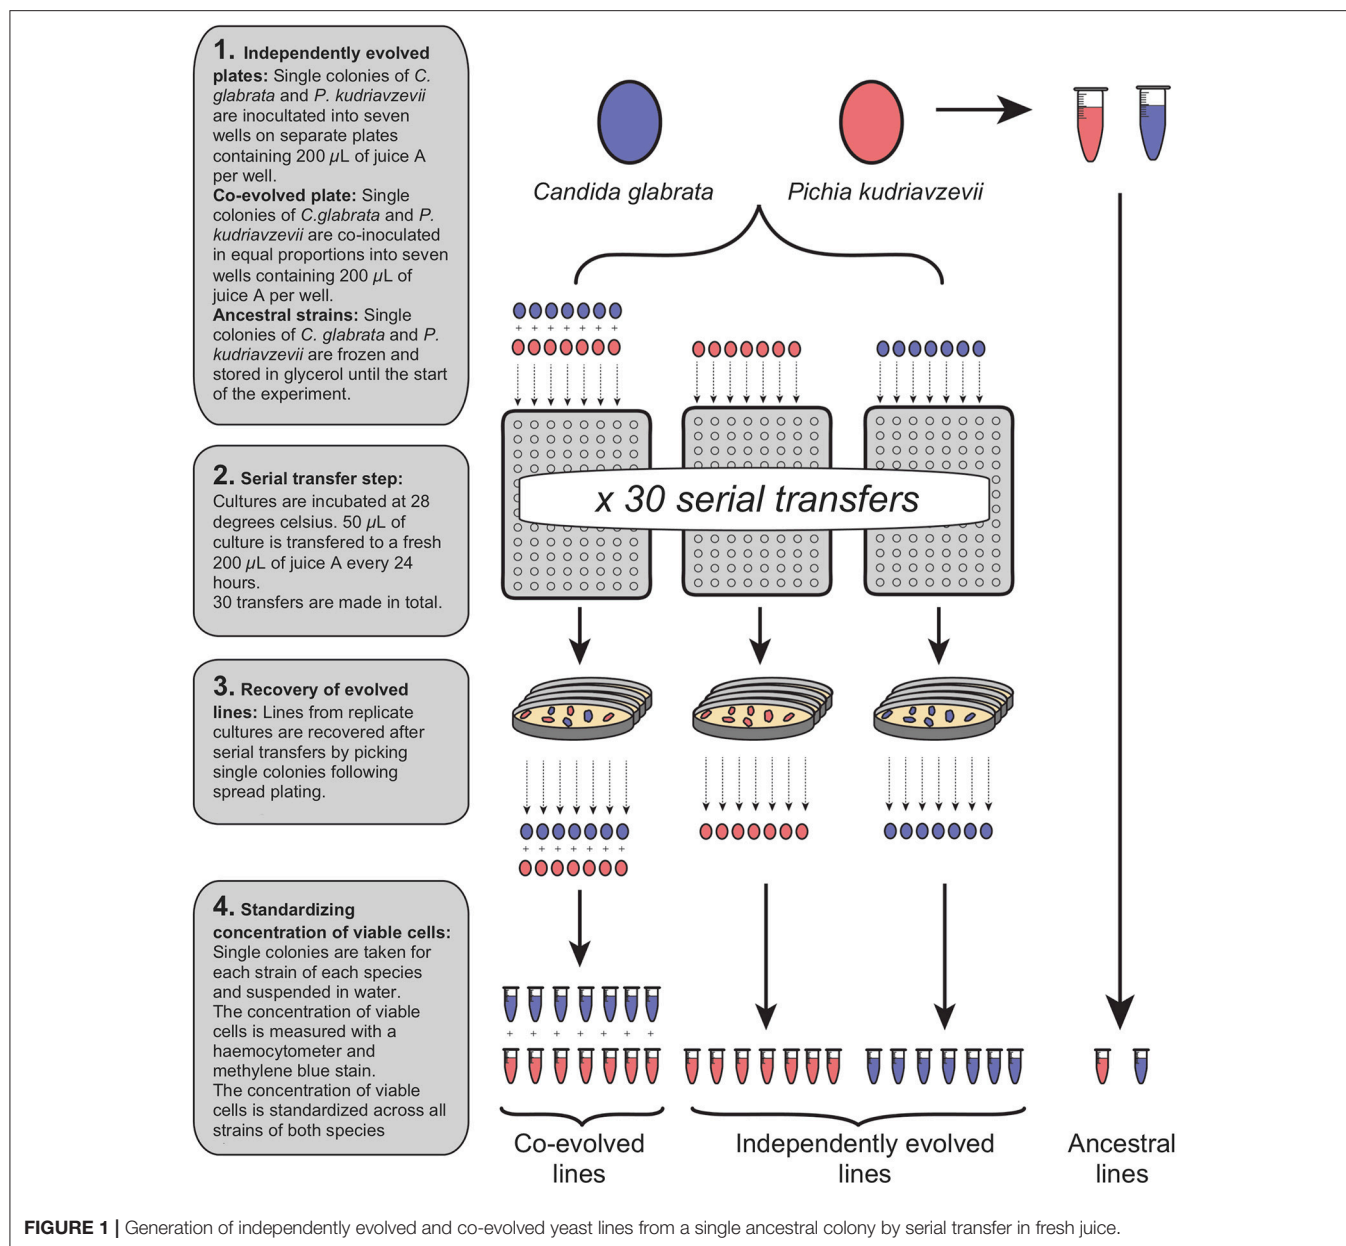 1. Independently evolved
plates: Single colonies of C.
glabrata and P. kudriavzevii
are inocultated into seven
wells on separate plates
containing 200 µL of juice A
per well.
Co-evolved plate: Single
colonies of C.glabrata and P.
kudriavzevii are co-inoculated
in equal proportions into seven
wells containing 200 µL of
juice A per well.
Ancestral strains: Single
colonies of C. glabrata and P.
kudriavzevii are frozen and
stored in glycerol until the start
of the experiment.
2. Serial transfer step:
Cultures are incubated at 28
degrees celsius. 50 µL of
culture is transfered to a fresh
200 µL of juice A every 24
hours.
30 transfers are made in total.
3. Recovery of evolved
lines: Lines from replicate
cultures are recovered after
serial transfers by picking
single colonies following
spread plating.
4. Standardizing
concentration of viable cells:
Single colonies are taken for
each strain of each species
and suspended in water.
The concentration of viable
cells is measured with a
haemocytometer and
methylene blue stain.
The concentration of viable
cells is standardized across all
strains of both species
Candida glabrata
Pichia kudriavzevii
+ + + + + + +
x 30 serial transfers
+ + + + + + +
+ + + + + + +
Co-evolved
lines
Independently evolved
lines
Ancestral
lines
FIGURE 1 | Generation of independently evolved and co-evolved yeast lines from a single ancestral colony by serial transfer in fresh juice.